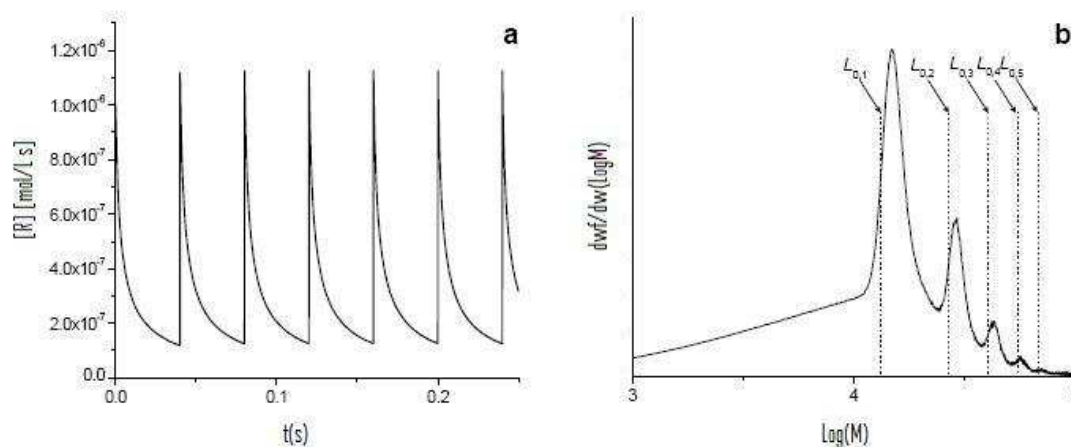 a
1.2x10⁻⁶
1.0x10⁻⁶
8.0x10⁻⁷
6.0x10⁻⁷
4.0x10⁻⁷
2.0x10⁻⁷
0.0
[R] [mol/L s]
0.0 0.1 0.2
t(s)
b
L0,1 L0,2 L0,3 L0,4 L0,5
dwf/dw(logM)
3 4
Log(M)